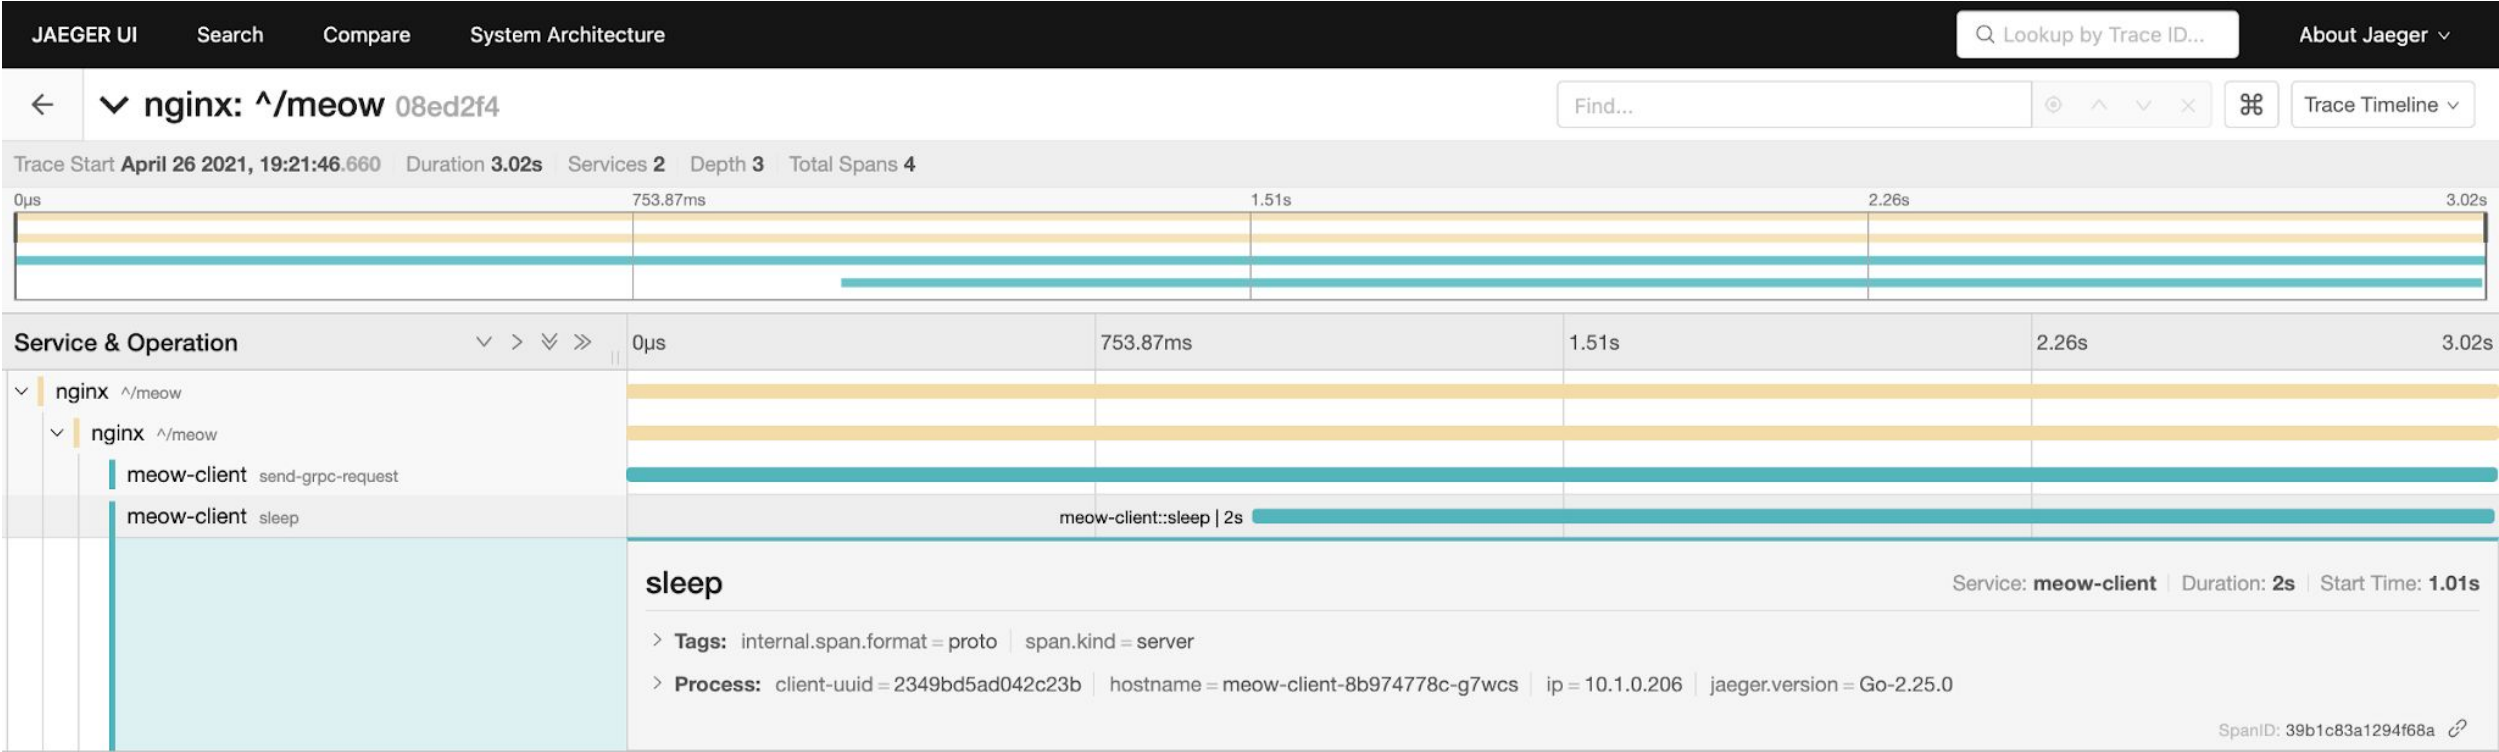 JAEGER UI Search Compare System Architecture Lookup by Trace ID... About Jaeger
nginx: ^/meow 08ed2f4 Find... ⌘ Trace Timeline
Trace Start April 26 2021, 19:21:46.660 Duration 3.02s Services 2 Depth 3 Total Spans 4
0μs 753.87ms 1.51s 2.26s 3.02s
Service & Operation 0μs 753.87ms 1.51s 2.26s 3.02s
nginx ^/meow
nginx ^/meow
meow-client send-grpc-request
meow-client sleep meow-client::sleep | 2s
sleep Service: meow-client Duration: 2s Start Time: 1.01s
Tags: internal.span.format = proto span.kind = server
Process: client-uuid = 2349bd5ad042c23b hostname = meow-client-8b974778c-g7wcs ip = 10.1.0.206 jaeger.version = Go-2.25.0
SpanID: 39b1c83a1294f68a